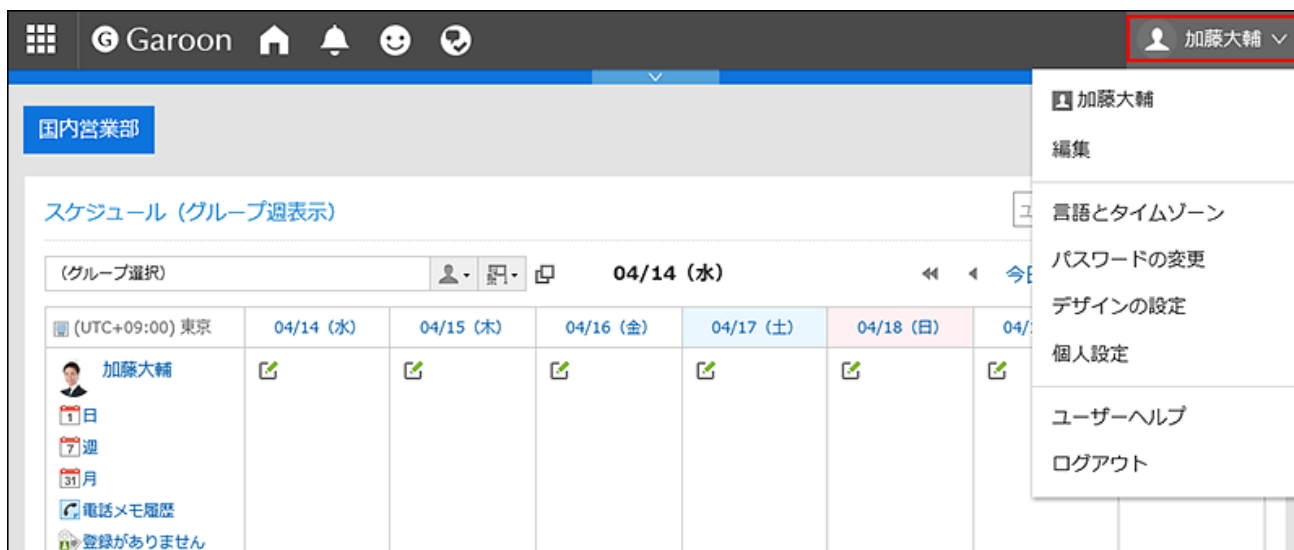 Garoon
加藤大輔
加藤大輔
編集
言語とタイムゾーン
パスワードの変更
デザインの設定
個人設定
ユーザーヘルプ
ログアウト
国内営業部
スケジュール（グループ週表示）
（グループ選択）
04/14（水）
今日
(UTC+09:00) 東京 04/14（水） 04/15（木） 04/16（金） 04/17（土） 04/18（日） 04/
加藤大輔
1 日
7 週
31 月
電話メモ履歴
登録がありません